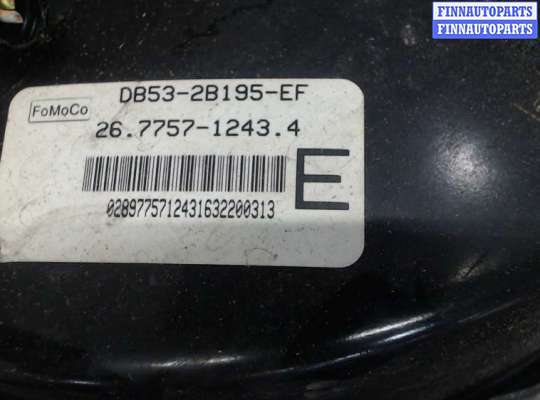 FINNAUTOPARTS
FINNAUTOPARTS
FoMoCo
DB53-2B195-EF
26.7757-1243.4
E
0289775712431632200313